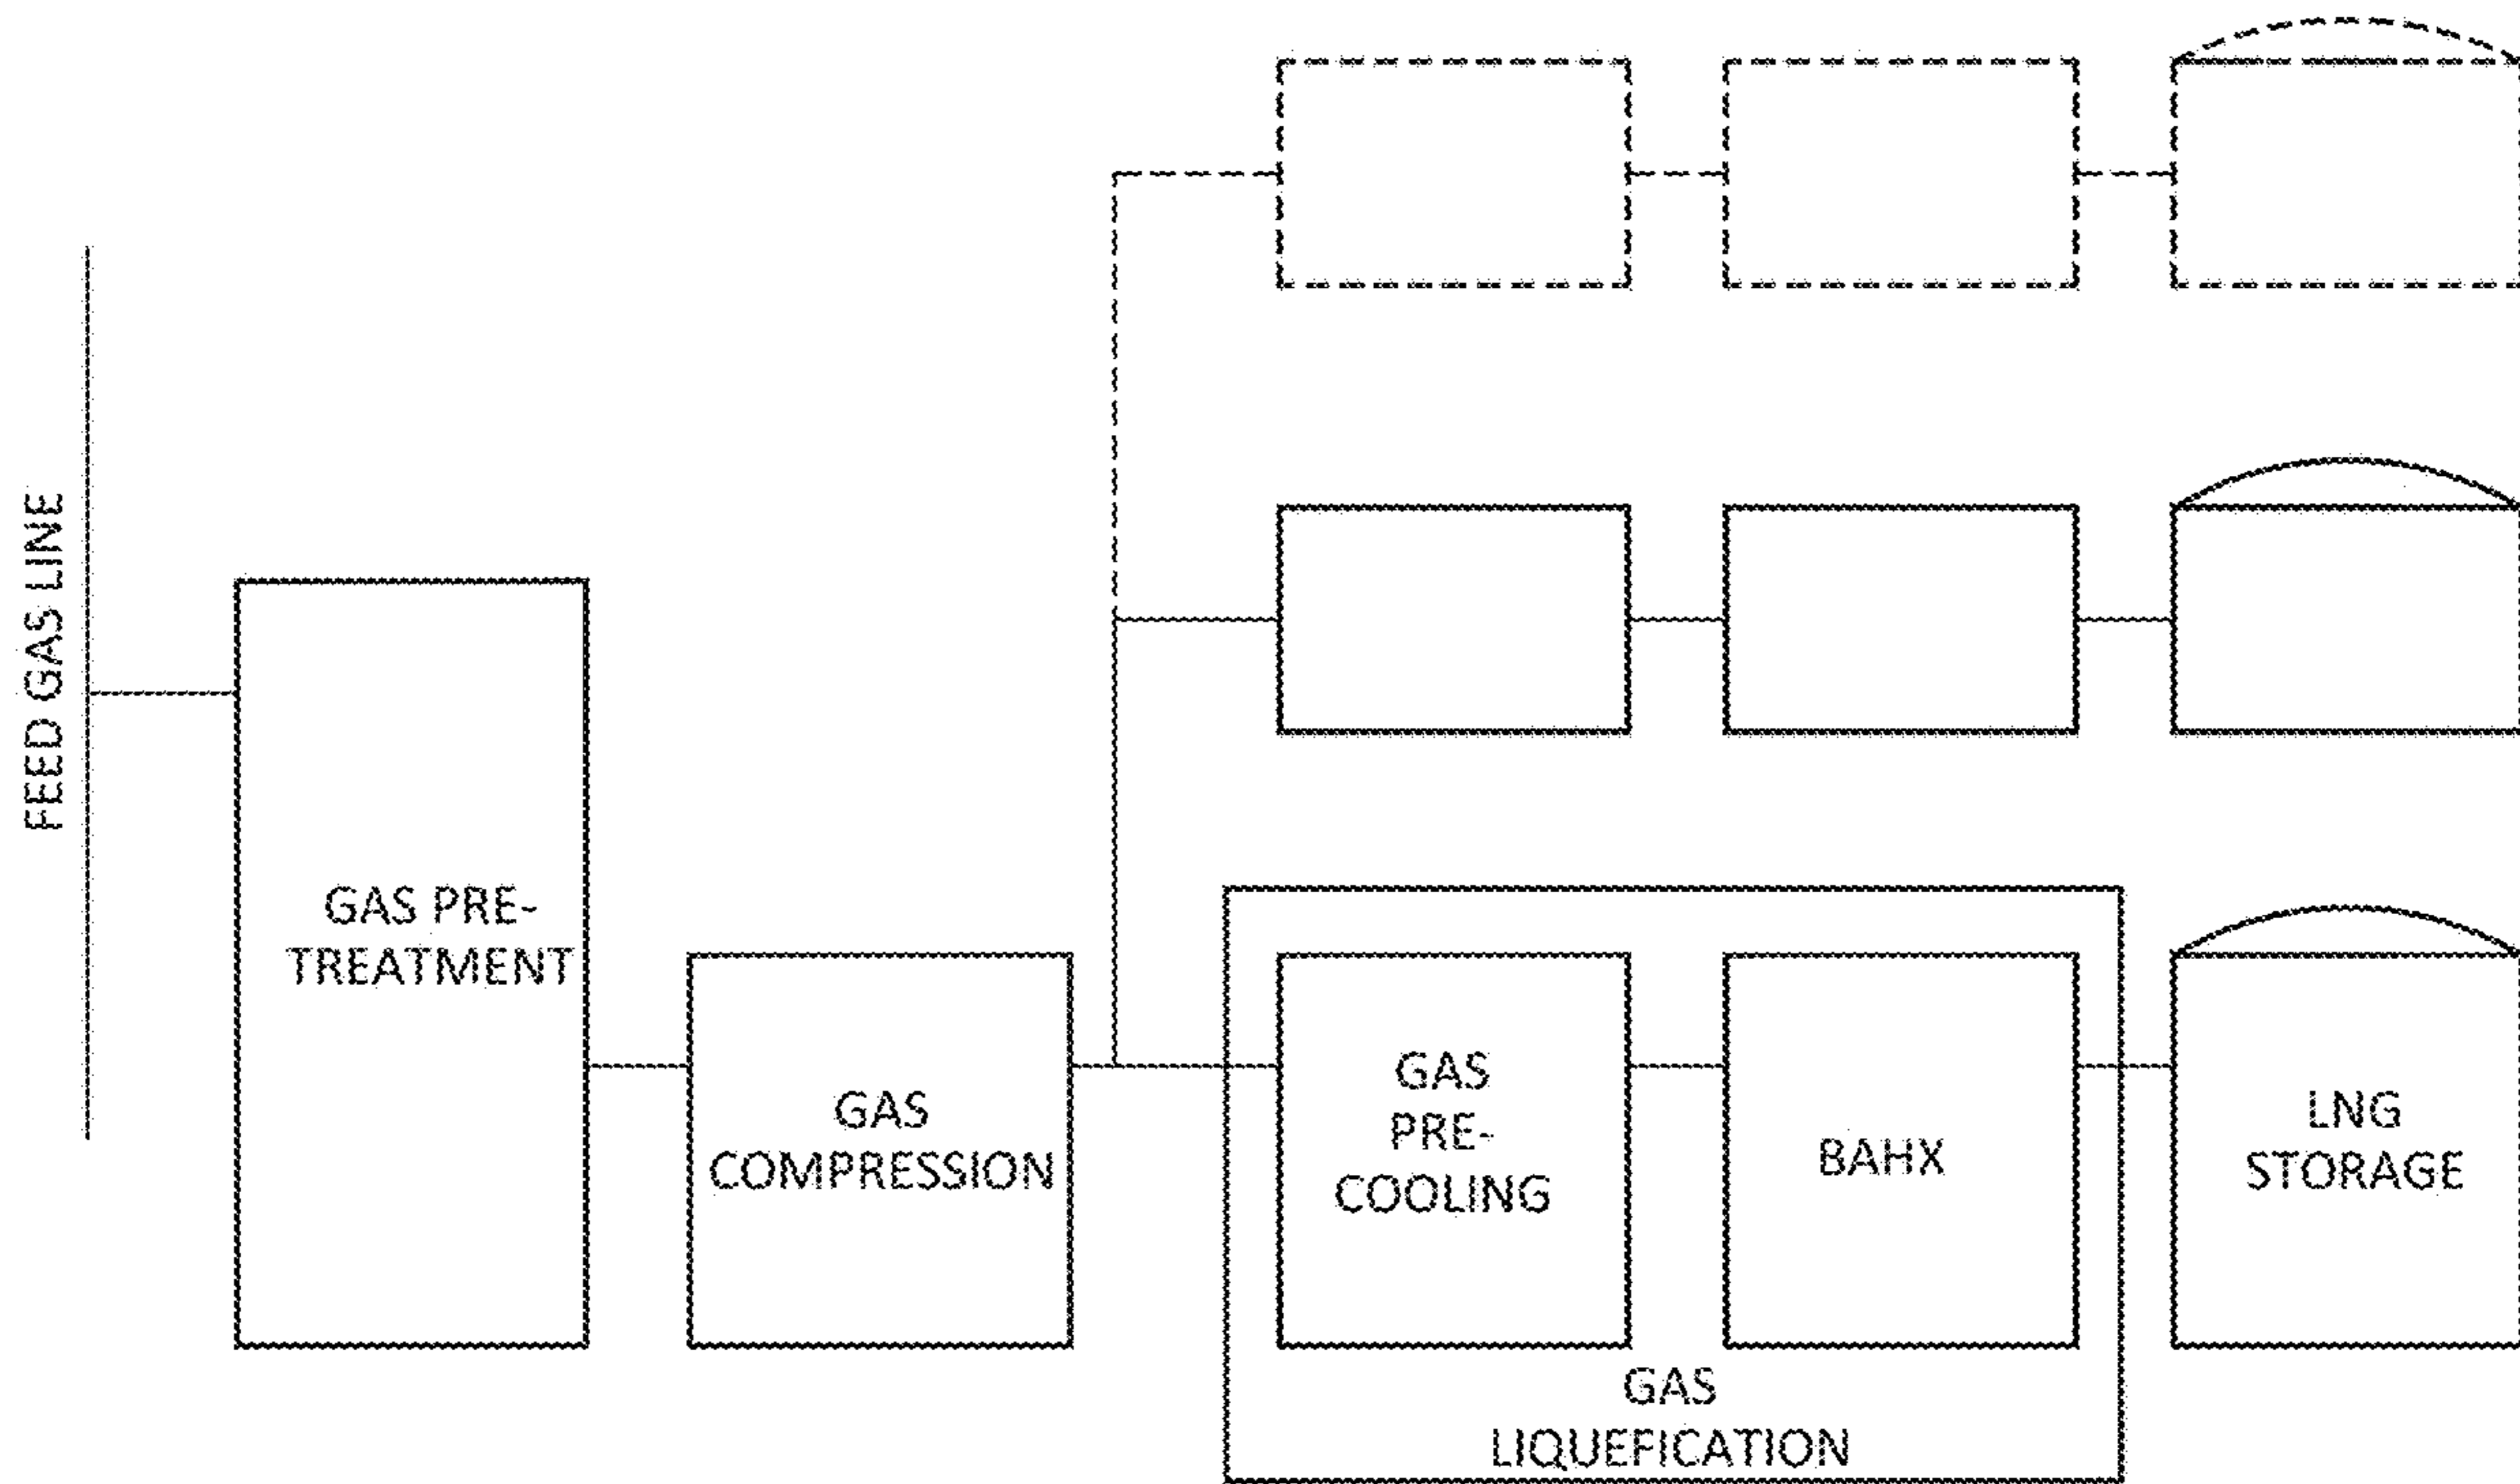 FEED GAS LINE
GAS PRE-
TREATMENT
GAS
COMPRESSION
GAS
PRE-
COOLING
BAHX
LNG
STORAGE
GAS
LIQUEFICATION